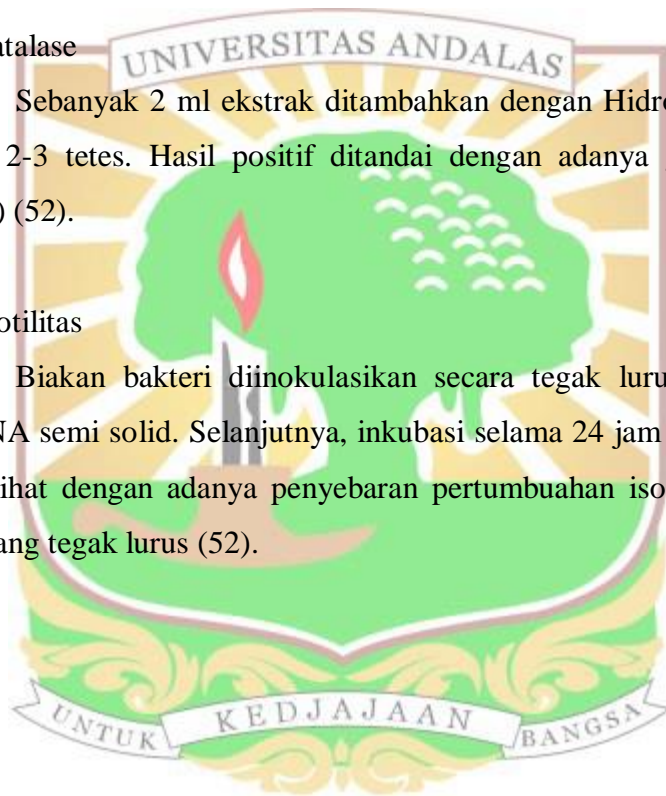 UNIVERSITAS ANDALAS
atalase
Sebanyak 2 ml ekstrak ditambahkan dengan Hidro
2-3 tetes. Hasil positif ditandai dengan adanya
) (52).
otilitas
Biakan bakteri diinokulasikan secara tegak luru
NA semi solid. Selanjutnya, inkubasi selama 24 jam
ihat dengan adanya penyebaran pertumbuahan iso
ang tegak lurus (52).
UNTUK KEDJAJAAN BANGSA